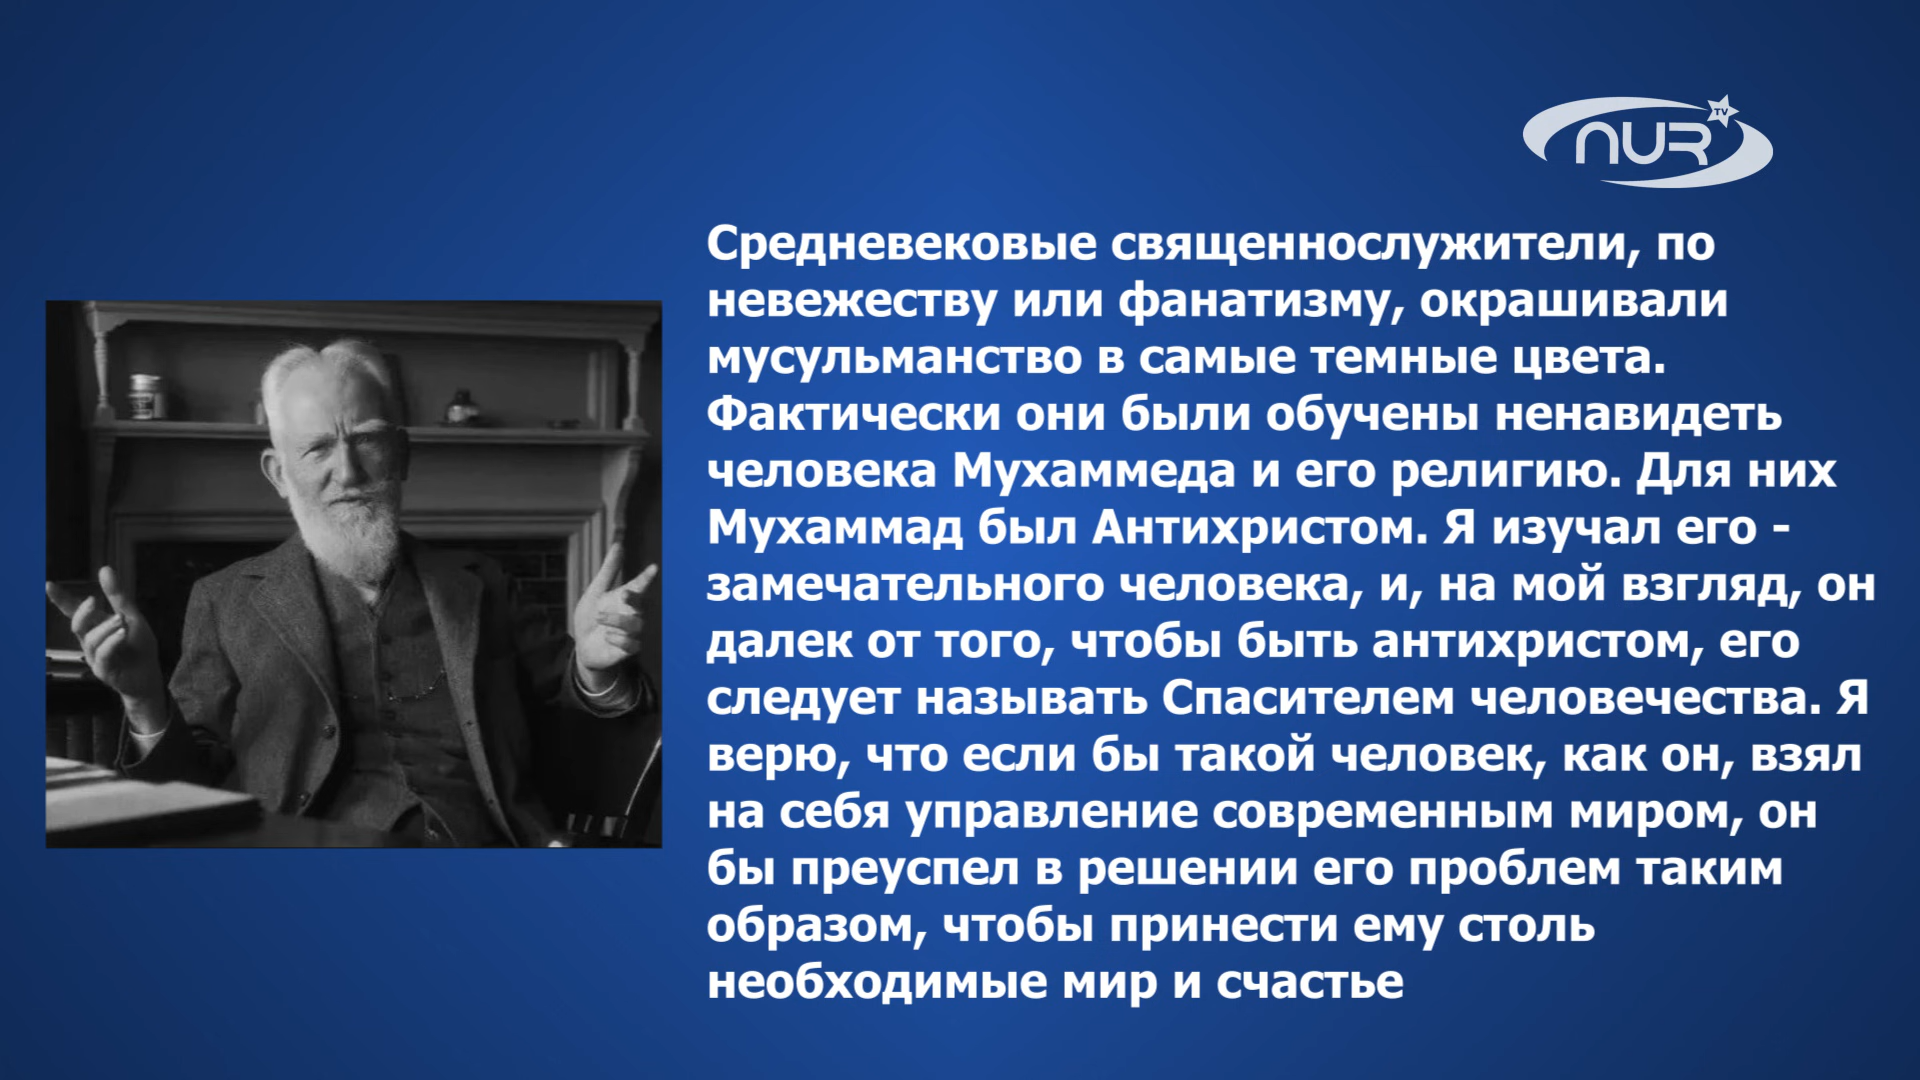 NUR TV
Средневековые священнослужители, по
невежеству или фанатизму, окрашивали
мусульманство в самые темные цвета.
Фактически они были обучены ненавидеть
человека Мухаммеда и его религию. Для них
Мухаммад был Антихристом. Я изучал его -
замечательного человека, и, на мой взгляд, он
далек от того, чтобы быть антихристом, его
следует называть Спасителем человечества. Я
верю, что если бы такой человек, как он, взял
на себя управление современным миром, он
бы преуспел в решении его проблем таким
образом, чтобы принести ему столь
необходимые мир и счастье